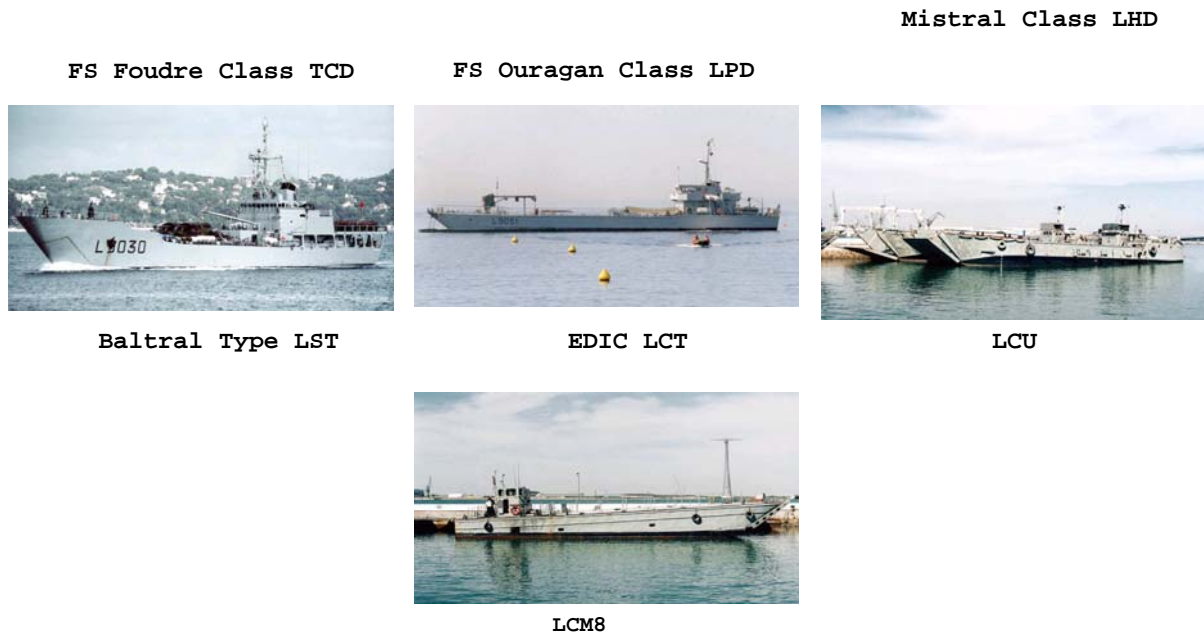 Mistral Class LHD
FS Foudre Class TCD
FS Ouragan Class LPD
L9030
Baltral Type LST
EDIC LCT
LCU
LCM8